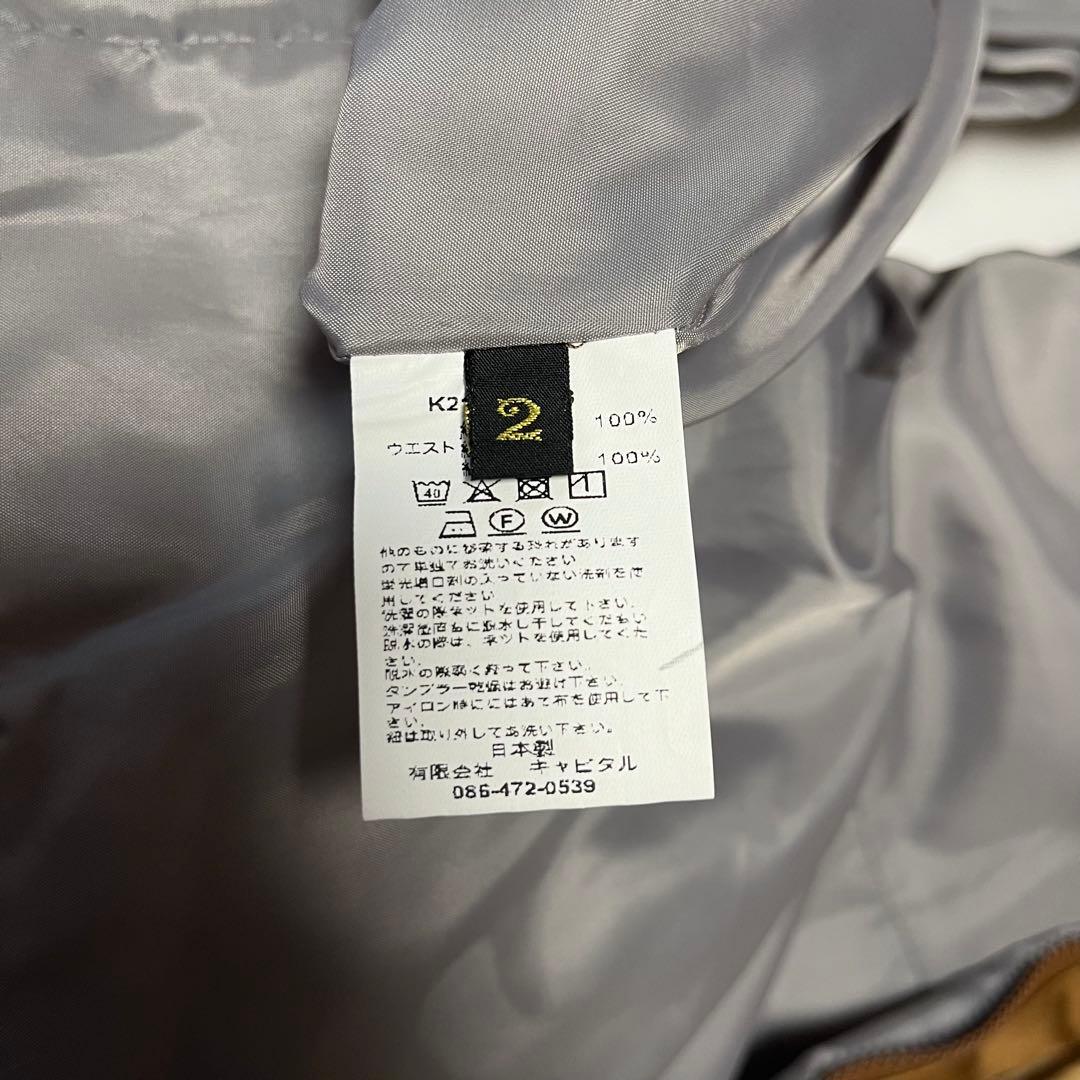 K2
2
100%
ウエスト
100%
40
F
W
他のものに移染する恐れがあります
ので単独でお洗いください
蛍光増白剤の入っていない洗剤を使
用してください
洗濯の際ネットを使用して下さい。
洗濯後直ちに脱水し干してください
脱水の際は、ネットを使用してくだ
さい。
脱水の際弱く絞って下さい。
タンブラー乾燥はお避け下さい。
アイロン時にはあて布を使用して下
さい。
紐は取り外してお洗い下さい。
日本製
有限会社 キャピタル
086-472-0539